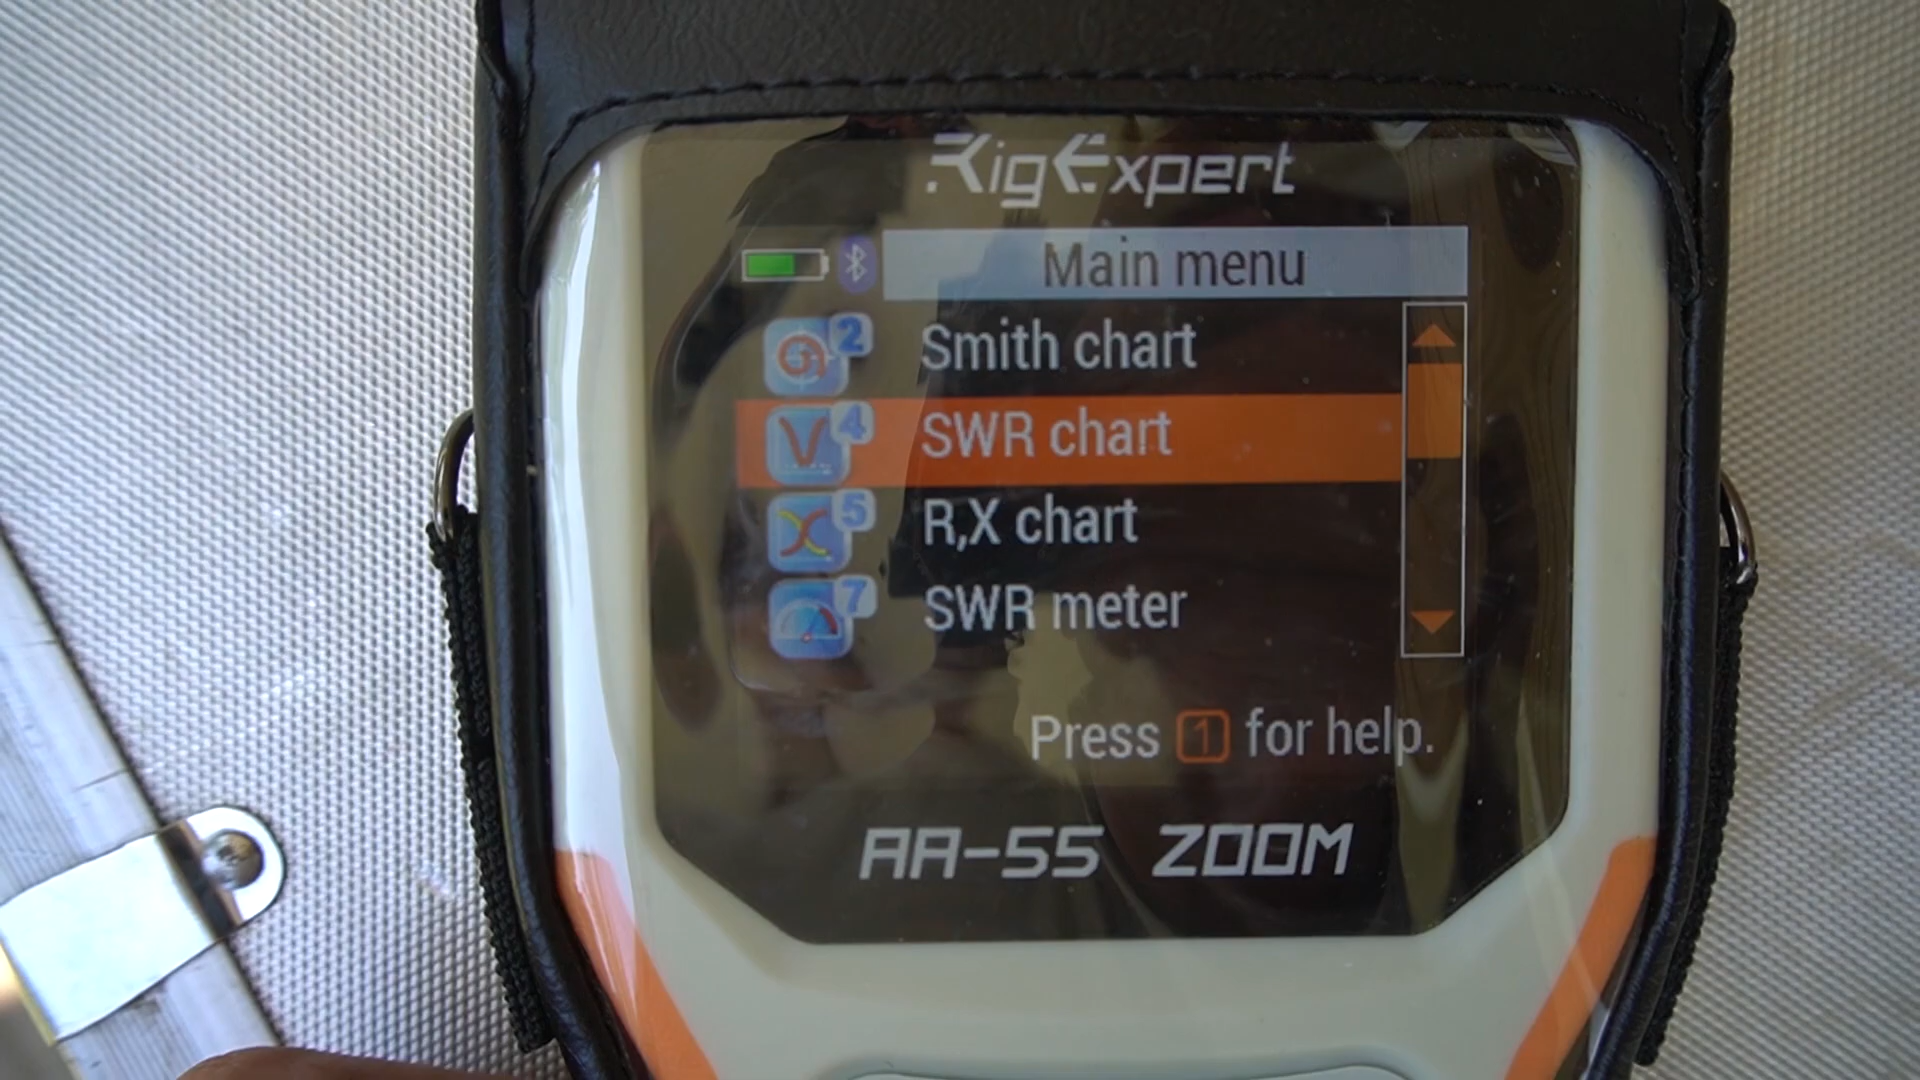 RigExpert
Main menu
2 Smith chart
4 SWR chart
5 R,X chart
7 SWR meter
Press 1 for help.
AA-55 ZOOM